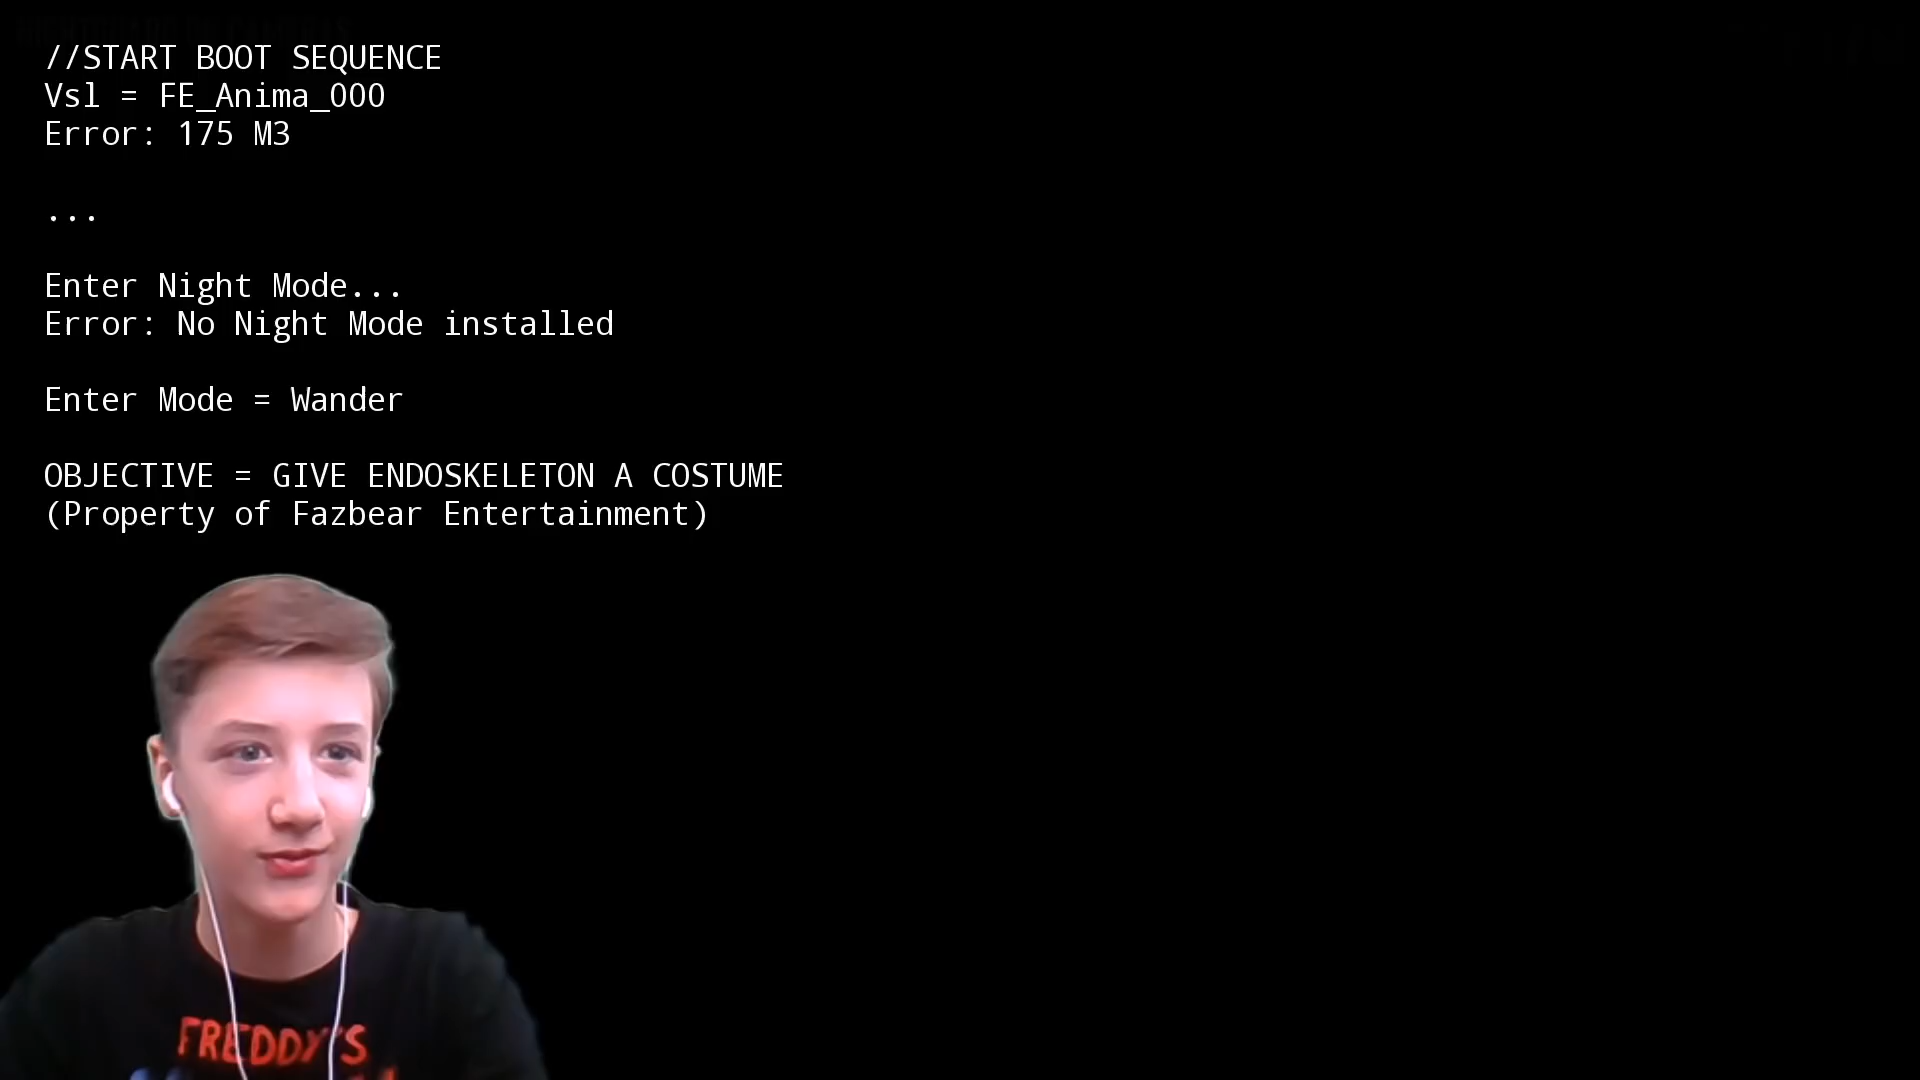 //START BOOT SEQUENCE
Vsl = FE_Anima_000
Error: 175 M3
...
Enter Night Mode...
Error: No Night Mode installed
Enter Mode = Wander
OBJECTIVE = GIVE ENDOSKELETON A COSTUME
(Property of Fazbear Entertainment)
FREDDY'S